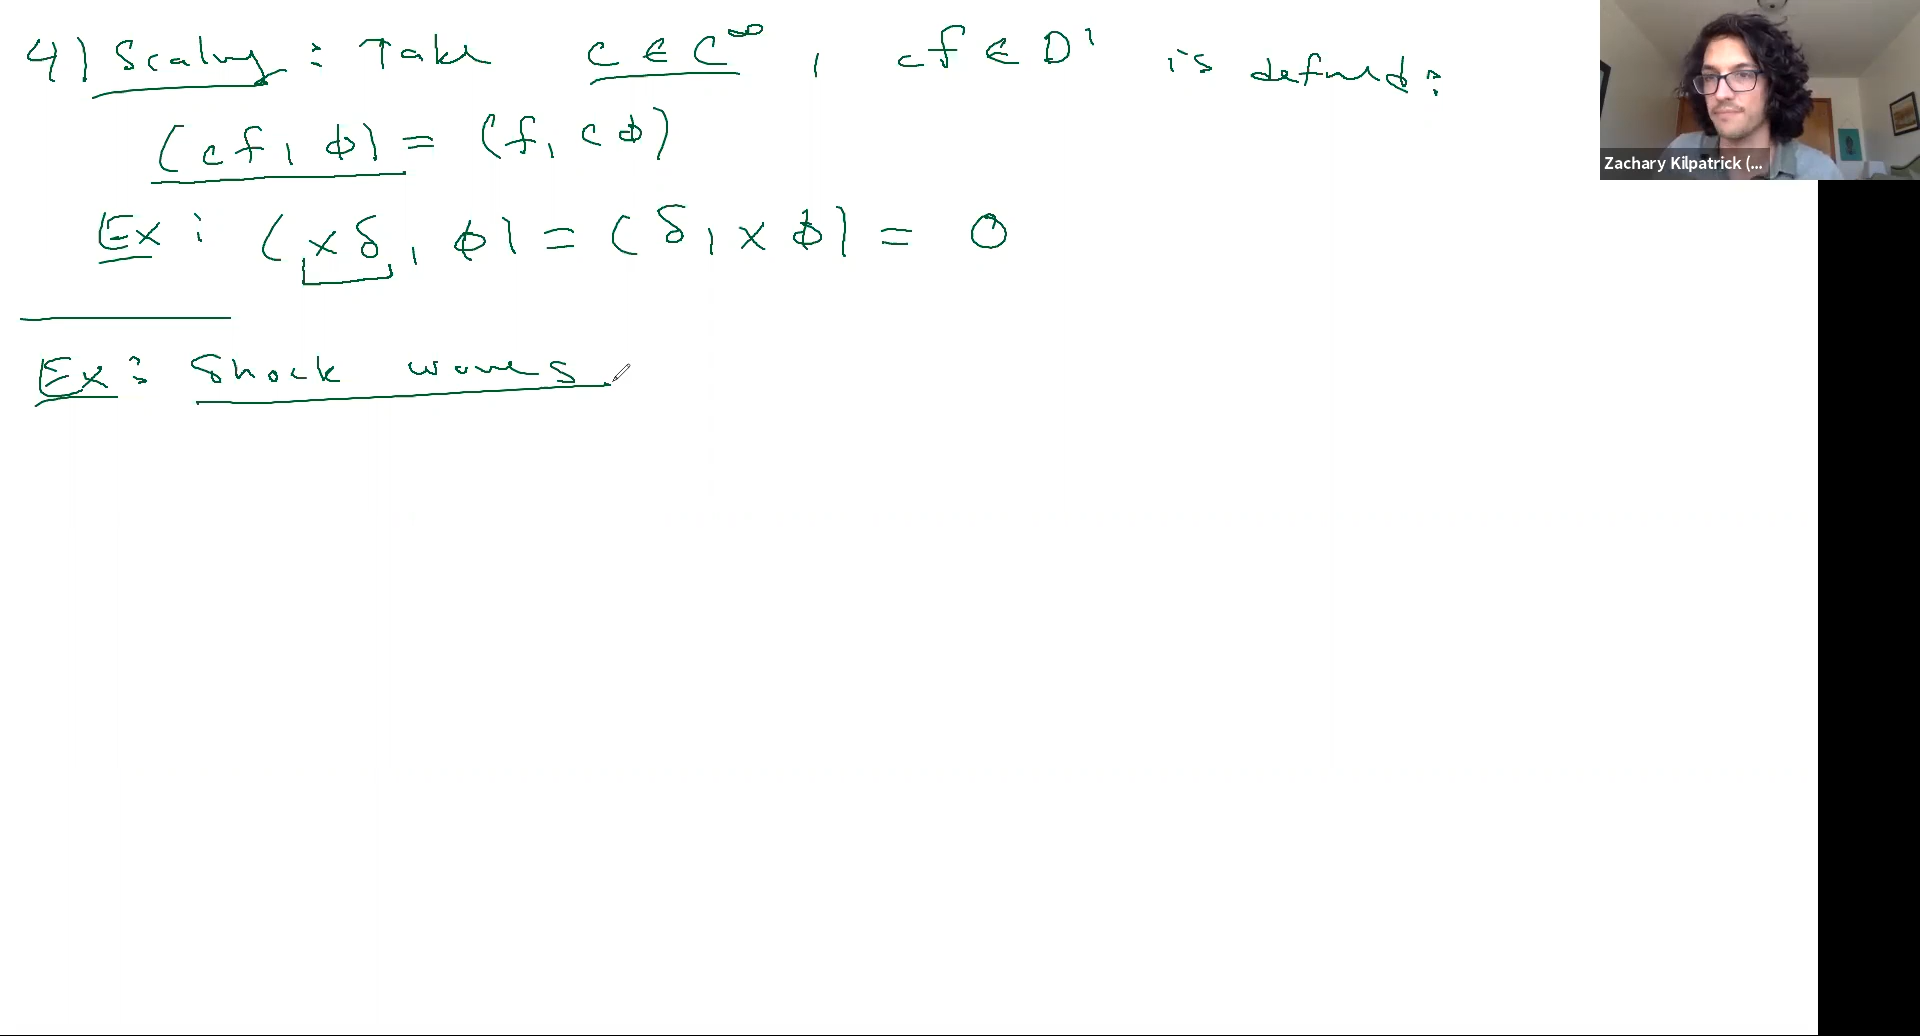 4) Scaling : Take c ∈ C^∞ , cf ∈ D' is defined:
(cf, φ) = (f, cφ)
Ex : (xδ, φ) = (δ, xφ) = 0
Ex : Shock waves
Zachary Kilpatrick (...